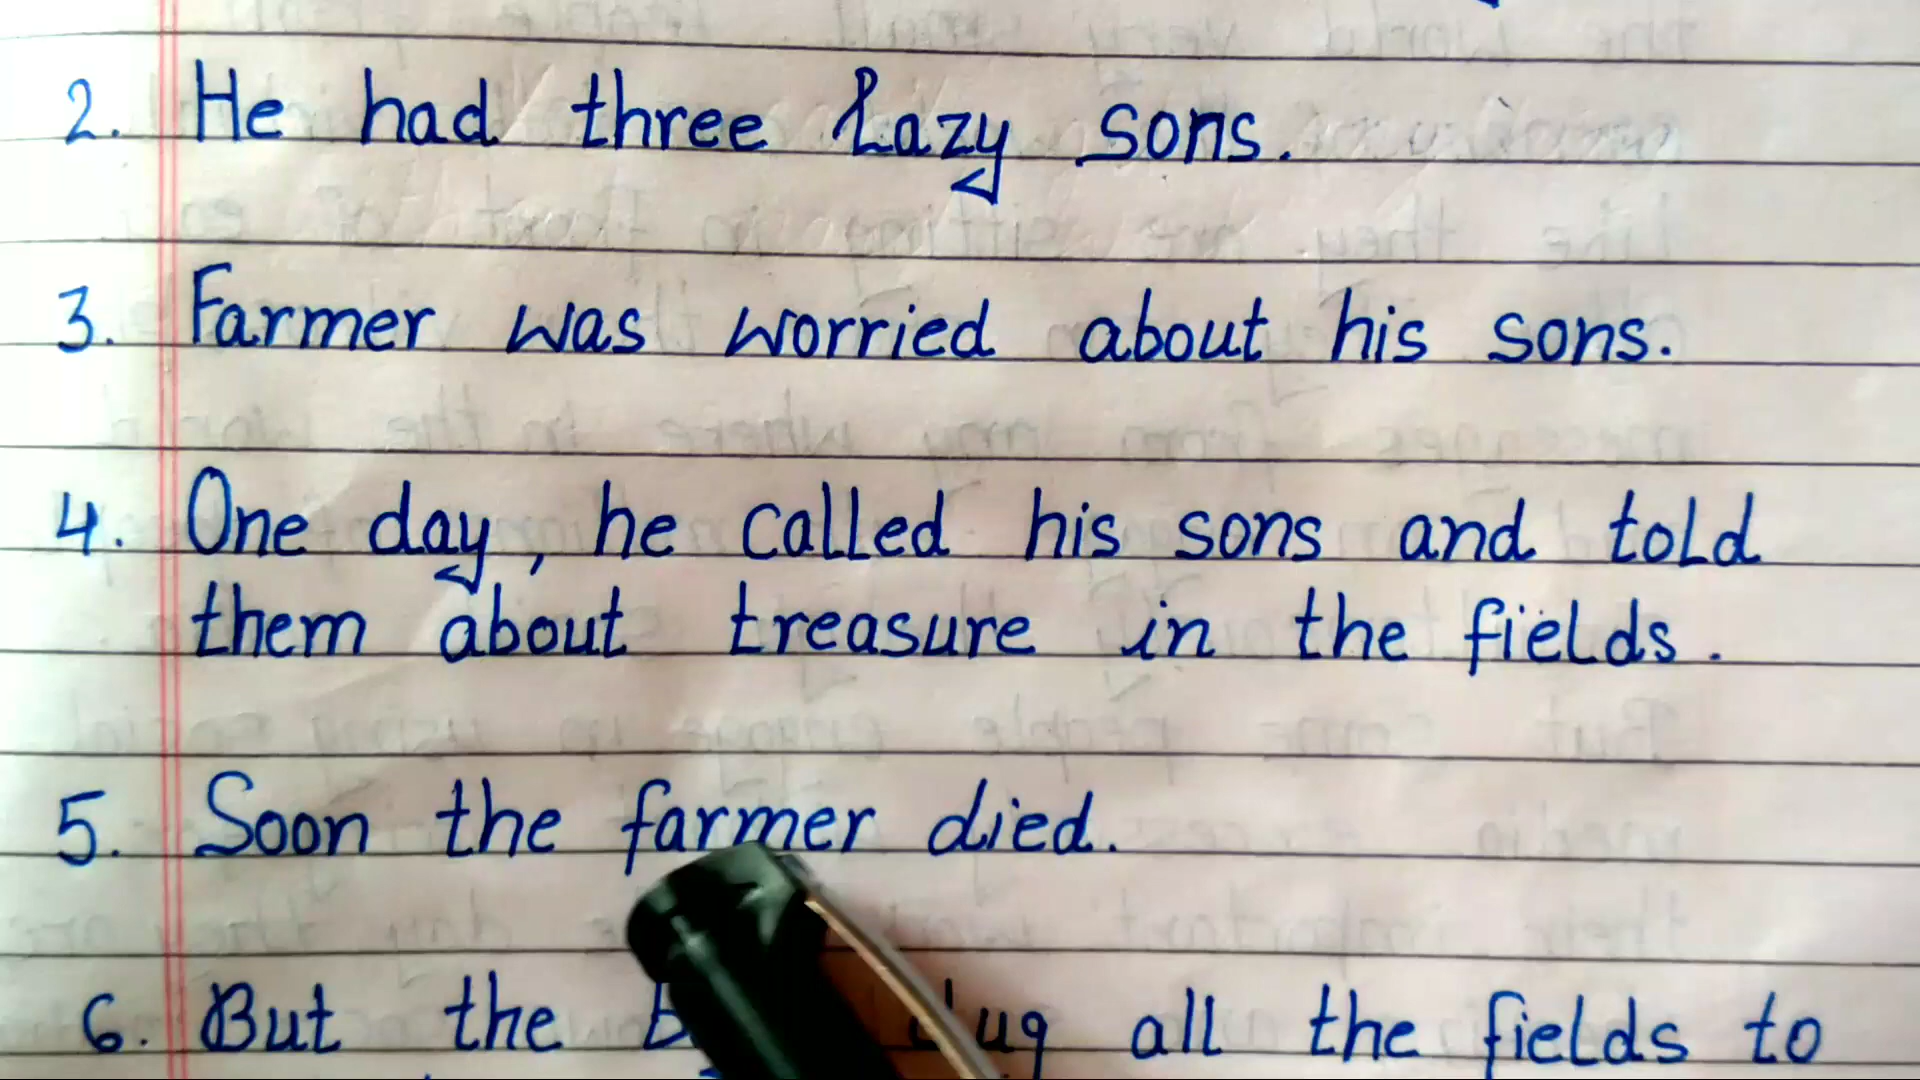 2. He had three Lazy sons.
3. Farmer was worried about his sons.
4. One day, he called his sons and told
them about treasure in the fields.
5. Soon the farmer died.
6. But the dug all the fields to